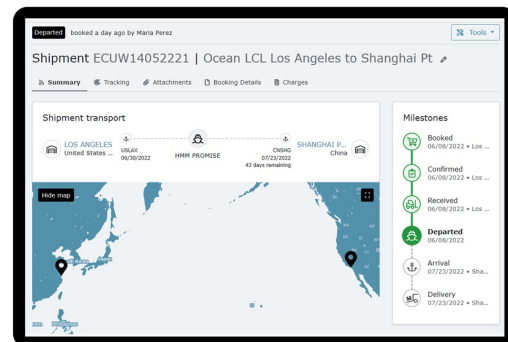 Departed booked a day ago by Maria Perez
Tools
Shipment ECUW14052221 | Ocean LCL Los Angeles to Shanghai Pt
Summary Tracking Attachments Booking Details Charges
Shipment transport
LOS ANGELES
United States ...
USLAX
06/30/2022
HMM PROMISE
CNSHG
07/23/2022
43 days remaining
SHANGHAI P...
China
Hide map
Milestones
Booked
06/08/2022 • Los ...
Confirmed
06/08/2022 • Los ...
Received
06/08/2022 • Los ...
Departed
06/08/2022
Arrival
07/23/2022 • Sha...
Delivery
07/23/2022 • Sha...